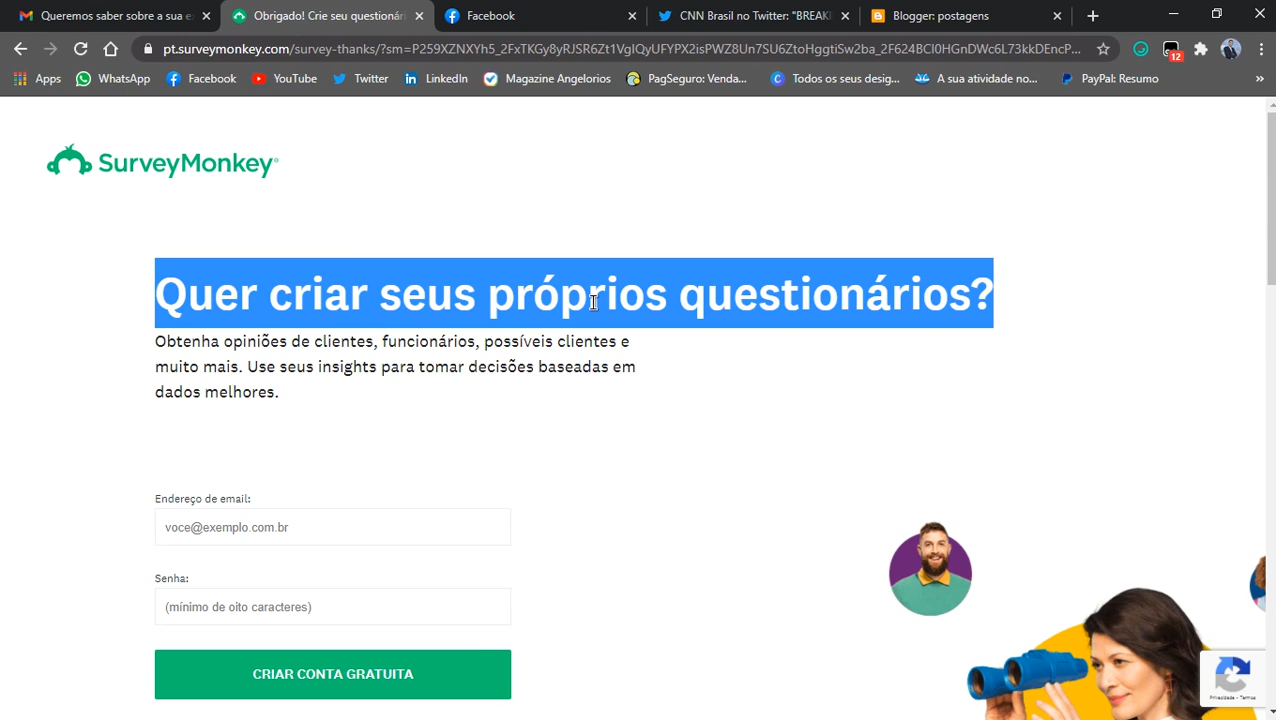 Queremos saber sobre a sua e
Obrigado! Crie seu questionári
Facebook
CNN Brasil no Twitter: "BREAKI
Blogger: postagens
pt.surveymonkey.com/survey-thanks/?sm=P259XZNXYh5_2FxTKGy8yRJSR6Zt1VgIQyUFYPX2isPWZ8Un7SU6ZtoHggtiSw2ba_2F624BCl0HGnDWc6L73kkDEncP...
12
Apps
WhatsApp
Facebook
YouTube
Twitter
LinkedIn
Magazine Angelorios
PagSeguro: Venda...
Todos os seus desig...
A sua atividade no...
PayPal: Resumo
SurveyMonkey
Quer criar seus próprios questionários?
Obtenha opiniões de clientes, funcionários, possíveis clientes e
muito mais. Use seus insights para tomar decisões baseadas em
dados melhores.
Endereço de email:
voce@exemplo.com.br
Senha:
(mínimo de oito caracteres)
CRIAR CONTA GRATUITA
Privacidade - Termos